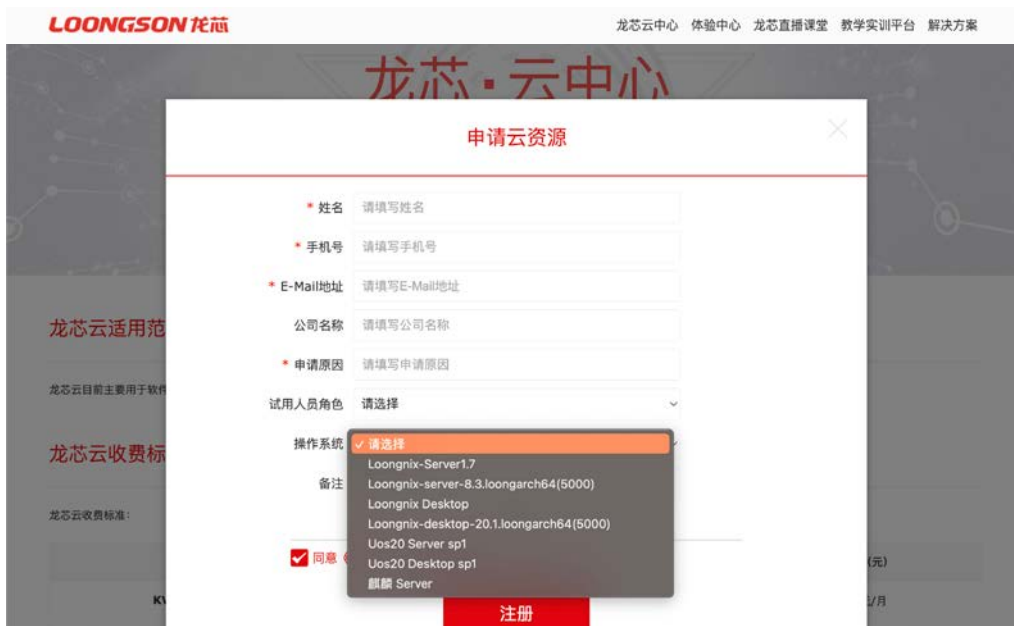 LOONGSON 龙芯
龙芯云中心 体验中心 龙芯直播课堂 教学实训平台 解决方案
龙芯·云中心
申请云资源
* 姓名 请填写姓名
* 手机号 请填写手机号
* E-Mail地址 请填写E-Mail地址
公司名称 请填写公司名称
龙芯云适用范
* 申请原因 请填写申请原因
龙芯云目前主要用于软件
试用人员角色 请选择
操作系统 ✓ 请选择
龙芯云收费标
Loongnix-Server1.7
备注 Loongnix-server-8.3.loongarch64(5000)
Loongnix Desktop
龙芯云收费标准:
Loongnix-desktop-20.1.loongarch64(5000)
Uos20 Server sp1
同意
Uos20 Desktop sp1
(元)
麒麟 Server
/月
注册